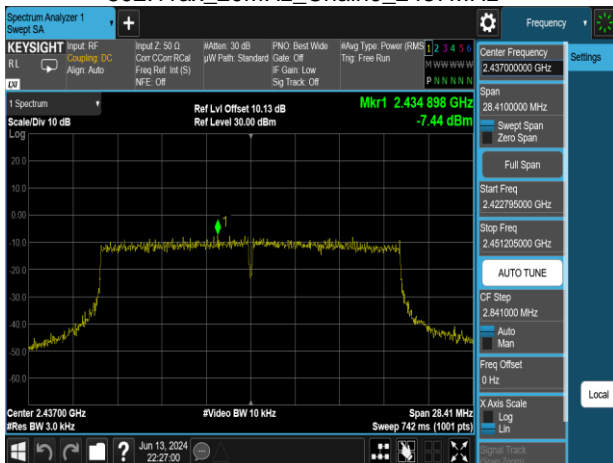 Spectrum Analyzer 1
Swept SA
+
Frequency
KEYSIGHT
RL
Input: RF
Coupling: DC
Align: Auto
Input Z: 50 Ω
Corr CCorr RCal
Freq Ref: Int (S)
NFE: Off
#Atten: 30 dB
µW Path: Standard
PNO: Best Wide
Gate: Off
IF Gain: Low
Sig Track: Off
#Avg Type: Power (RMS
Trig: Free Run
1 2 3 4 5 6
M W W W W W
P N N N N N
1 Spectrum
Scale/Div 10 dB
Log
Ref Lvl Offset 10.13 dB
Ref Level 30.00 dBm
Mkr1 2.434 898 GHz
-7.44 dBm
20.0
10.0
0.00
-10.0
-20.0
-30.0
-40.0
-50.0
-60.0
1
Center 2.43700 GHz
#Res BW 3.0 kHz
#Video BW 10 kHz
Span 28.41 MHz
Sweep 742 ms (1001 pts)
Center Frequency
2.437000000 GHz
Span
28.4100000 MHz
Swept Span
Zero Span
Full Span
Start Freq
2.422795000 GHz
Stop Freq
2.451205000 GHz
AUTO TUNE
CF Step
2.841000 MHz
Auto
Man
Freq Offset
0 Hz
X Axis Scale
Log
Lin
Signal Track
Settings
Local
?
Jun 13, 2024
22:27:00